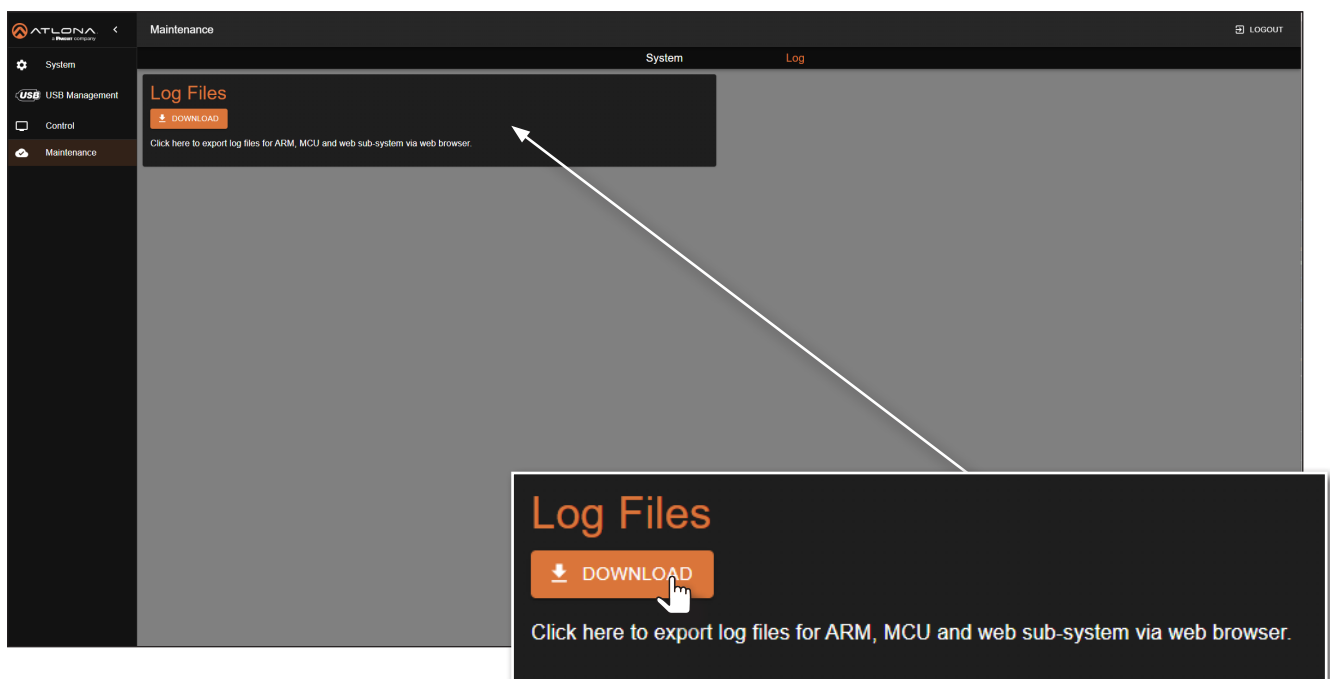 ATLONA
a Panduit company
Maintenance
LOGOUT
System
System
Log
USB
USB Management
Control
Maintenance
Log Files
DOWNLOAD
Click here to export log files for ARM, MCU and web sub-system via web browser.
Log Files
DOWNLOAD
Click here to export log files for ARM, MCU and web sub-system via web browser.